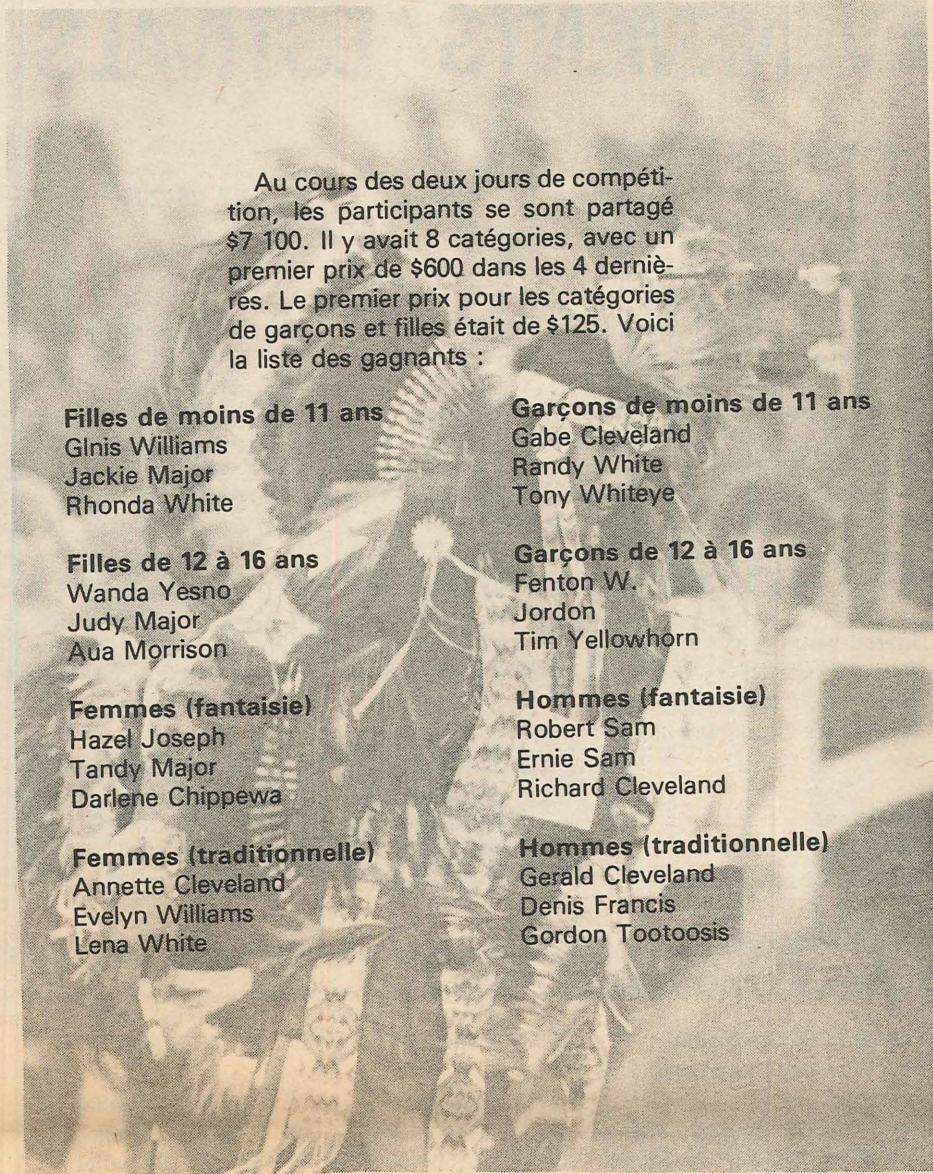 Au cours des deux jours de compéti-
tion, les participants se sont partagé
$7 100. Il y avait 8 catégories, avec un
premier prix de $600 dans les 4 derniè-
res. Le premier prix pour les catégories
de garçons et filles était de $125. Voici
la liste des gagnants :
Filles de moins de 11 ans
Glnis Williams
Jackie Major
Rhonda White
Filles de 12 à 16 ans
Wanda Yesno
Judy Major
Aua Morrison
Femmes (fantaisie)
Hazel Joseph
Tandy Major
Darlene Chippewa
Femmes (traditionnelle)
Annette Cleveland
Evelyn Williams
Lena White
Garçons de moins de 11 ans
Gabe Cleveland
Randy White
Tony Whiteye
Garçons de 12 à 16 ans
Fenton W.
Jordon
Tim Yellowhorn
Hommes (fantaisie)
Robert Sam
Ernie Sam
Richard Cleveland
Hommes (traditionnelle)
Gerald Cleveland
Denis Francis
Gordon Tootoosis